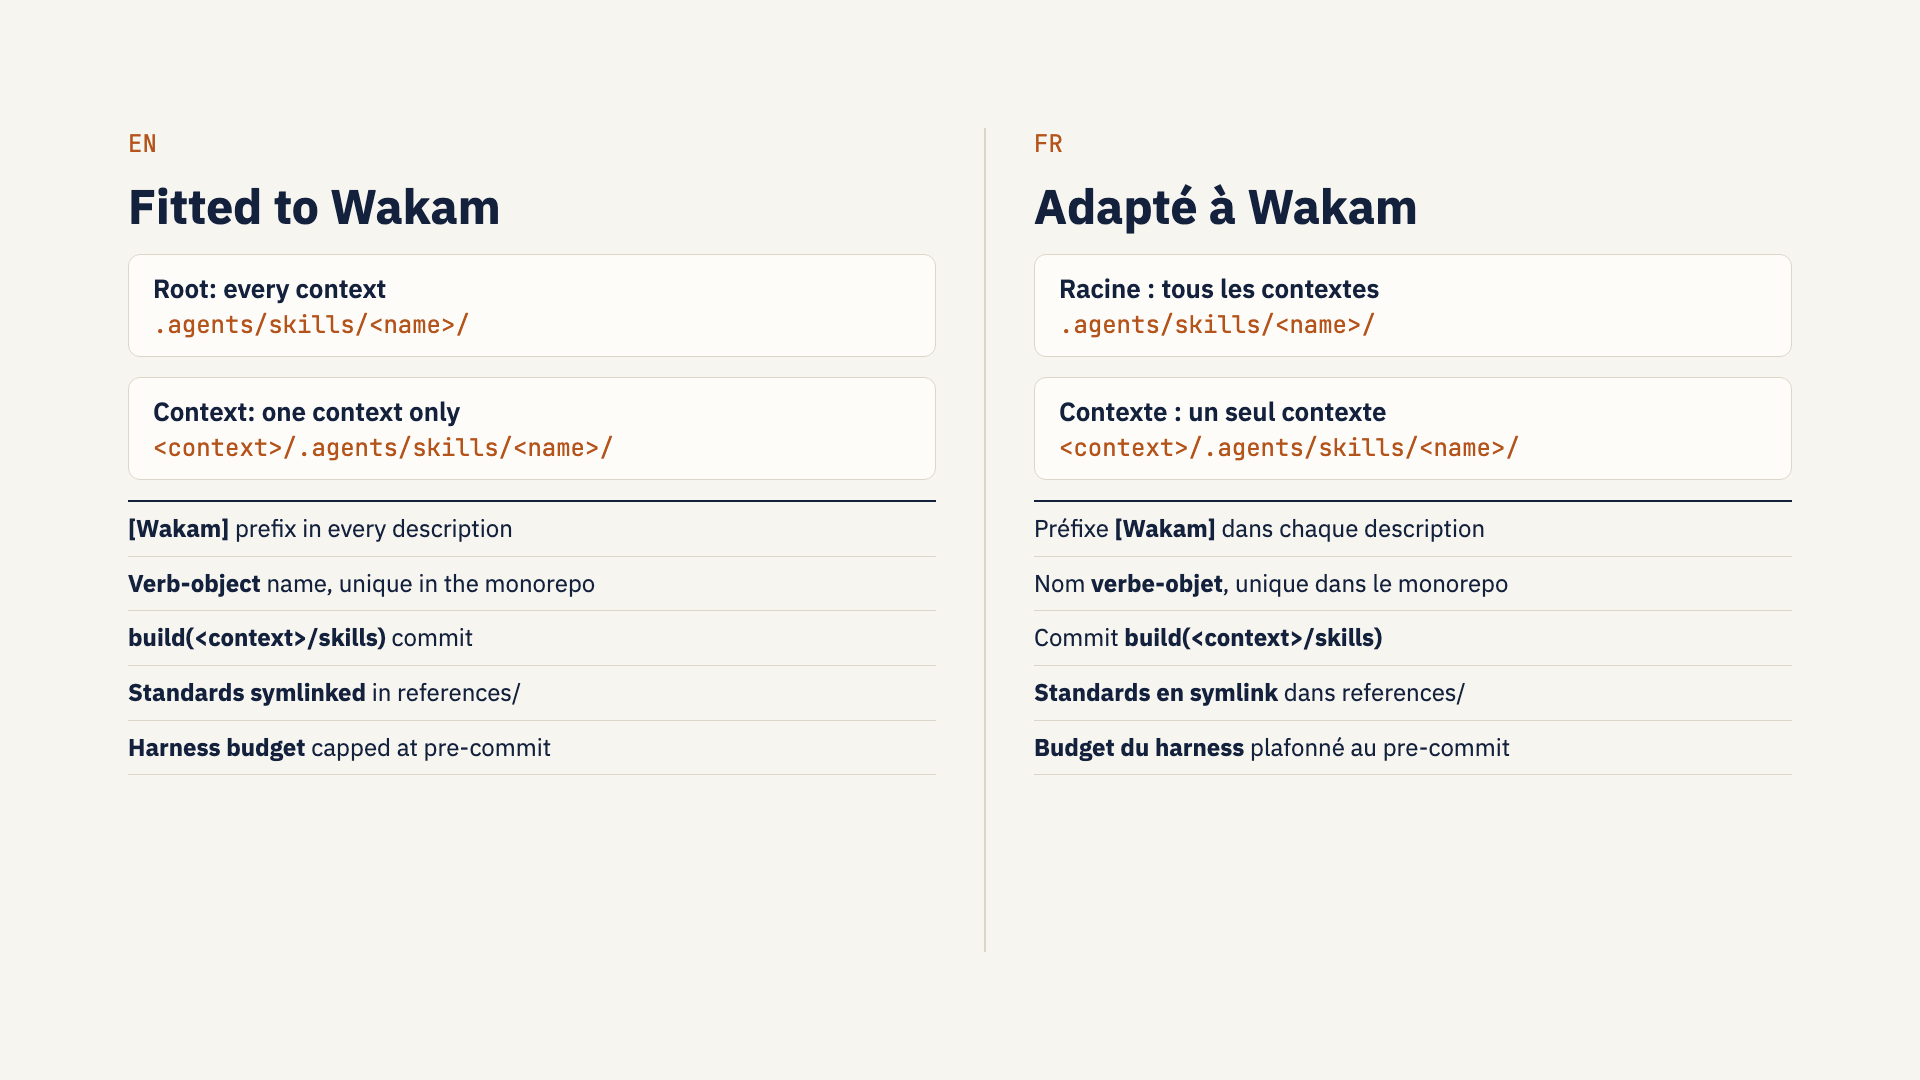 EN
Fitted to Wakam
Root: every context
.agents/skills/<name>/
Context: one context only
<context>/.agents/skills/<name>/
[Wakam] prefix in every description
Verb-object name, unique in the monorepo
build(<context>/skills) commit
Standards symlinked in references/
Harness budget capped at pre-commit
FR
Adapté à Wakam
Racine : tous les contextes
.agents/skills/<name>/
Contexte : un seul contexte
<context>/.agents/skills/<name>/
Préfixe [Wakam] dans chaque description
Nom verbe-objet, unique dans le monorepo
Commit build(<context>/skills)
Standards en symlink dans references/
Budget du harness plafonné au pre-commit